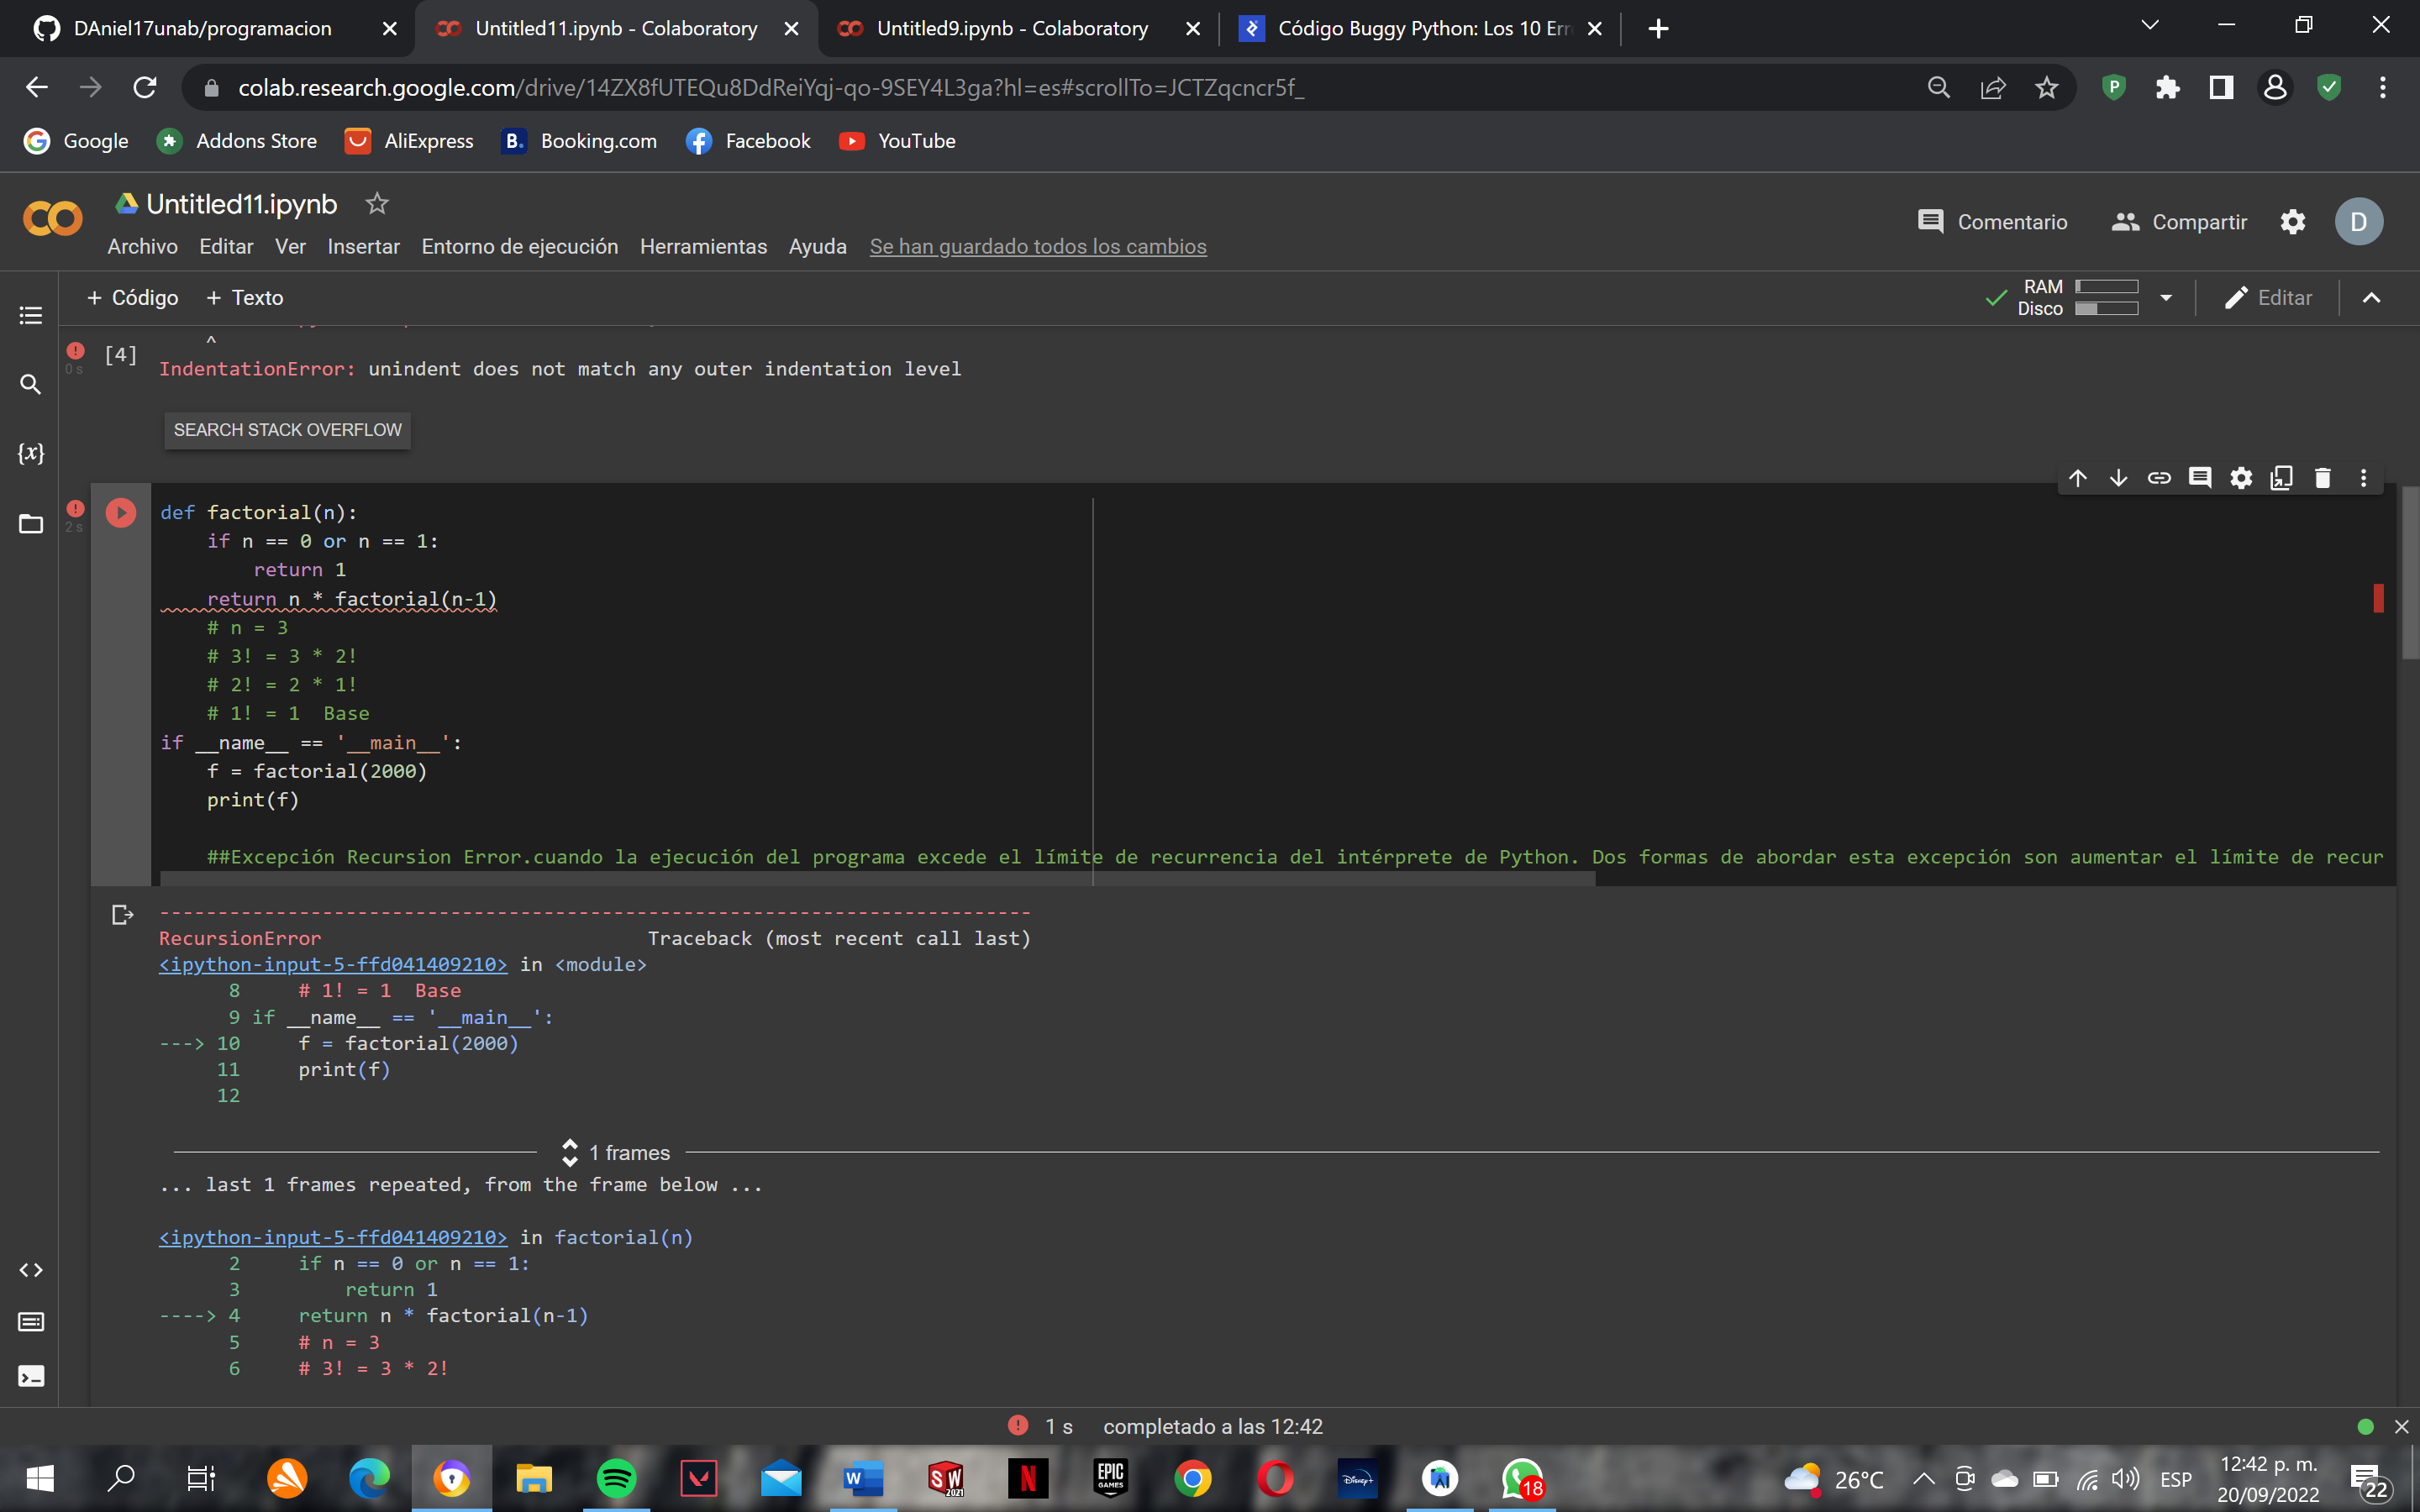 DAniel17unab/programacion
Untitled11.ipynb - Colaboratory
Untitled9.ipynb - Colaboratory
Código Buggy Python: Los 10 Err
colab.research.google.com/drive/14ZX8fUTEQu8DdReiYqj-qo-9SEY4L3ga?hl=es#scrollTo=JCTZqcncr5f_
Google
Addons Store
AliExpress
B. Booking.com
Facebook
YouTube
Untitled11.ipynb
Comentario
Compartir
D
Archivo Editar Ver Insertar Entorno de ejecución Herramientas Ayuda Se han guardado todos los cambios
+ Código + Texto
RAM
Disco
Editar
^
[4]
0 s
IndentationError: unindent does not match any outer indentation level
SEARCH STACK OVERFLOW
{x}
2 s
def factorial(n):
    if n == 0 or n == 1:
        return 1
    return n * factorial(n-1)
    # n = 3
    # 3! = 3 * 2!
    # 2! = 2 * 1!
    # 1! = 1  Base
if __name__ == '__main__':
    f = factorial(2000)
    print(f)
    ##Excepción Recursion Error.cuando la ejecución del programa excede el límite de recurrencia del intérprete de Python. Dos formas de abordar esta excepción son aumentar el límite de recur
---------------------------------------------------------------------------
RecursionError                            Traceback (most recent call last)
<ipython-input-5-ffd041409210> in <module>
      8     # 1! = 1  Base
      9 if __name__ == '__main__':
---> 10     f = factorial(2000)
     11     print(f)
     12
1 frames
... last 1 frames repeated, from the frame below ...
<ipython-input-5-ffd041409210> in factorial(n)
      2     if n == 0 or n == 1:
      3         return 1
----> 4     return n * factorial(n-1)
      5     # n = 3
      6     # 3! = 3 * 2!
1 s completado a las 12:42
W
SW
2021
N
EPIC
GAMES
Disney+
18
26°C
ESP
12:42 p. m.
20/09/2022
22